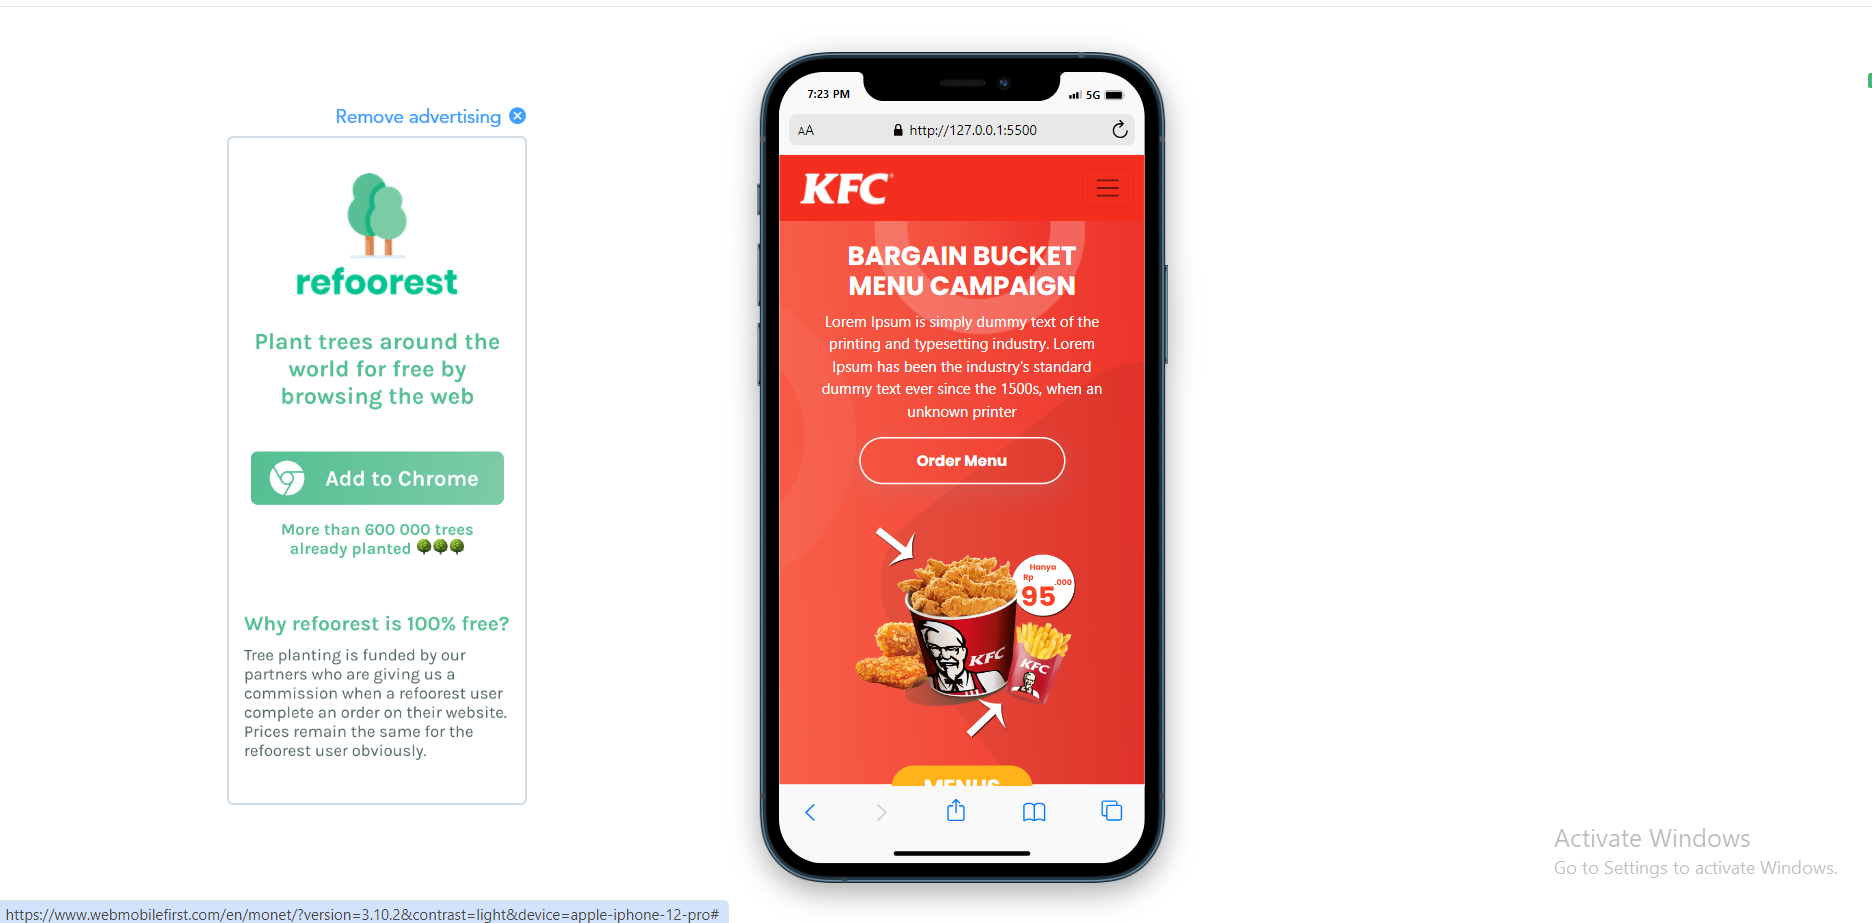 Remove advertising
refoorest
Plant trees around the
world for free by
browsing the web
Add to Chrome
More than 600 000 trees
already planted
Why refoorest is 100% free?
Tree planting is funded by our
partners who are giving us a
commission when a refoorest user
complete an order on their website.
Prices remain the same for the
refoorest user obviously.
7:23 PM
5G
AA
http://127.0.0.1:5500
KFC
BARGAIN BUCKET
MENU CAMPAIGN
Lorem Ipsum is simply dummy text of the
printing and typesetting industry. Lorem
Ipsum has been the industry's standard
dummy text ever since the 1500s, when an
unknown printer
Order Menu
Hanya
Rp
95
.000
KFC
KFC
MENUS
Activate Windows
Go to Settings to activate Windows.
https://www.webmobilefirst.com/en/monet/?version=3.10.2&contrast=light&device=apple-iphone-12-pro#